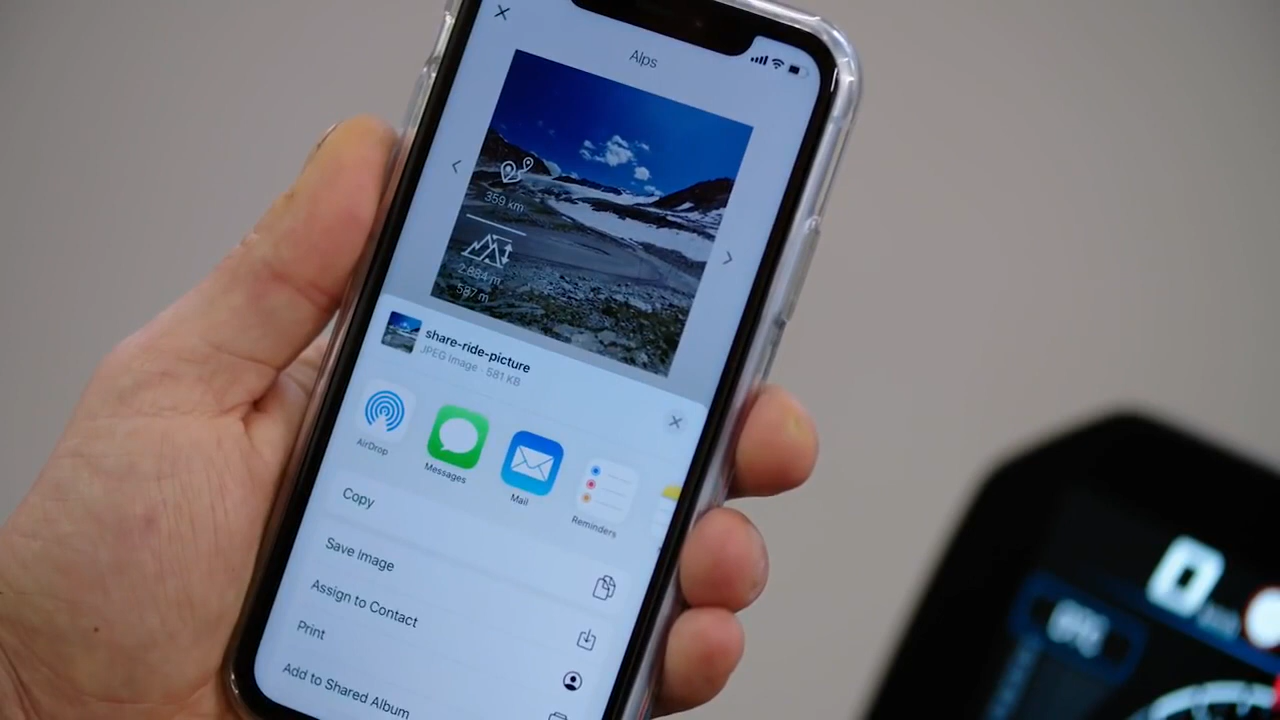 Alps
359 km
2.884 m
587 m
share-ride-picture
JPEG Image · 581 KB
AirDrop
Messages
Mail
Reminders
Copy
Save Image
Assign to Contact
Print
Add to Shared Album